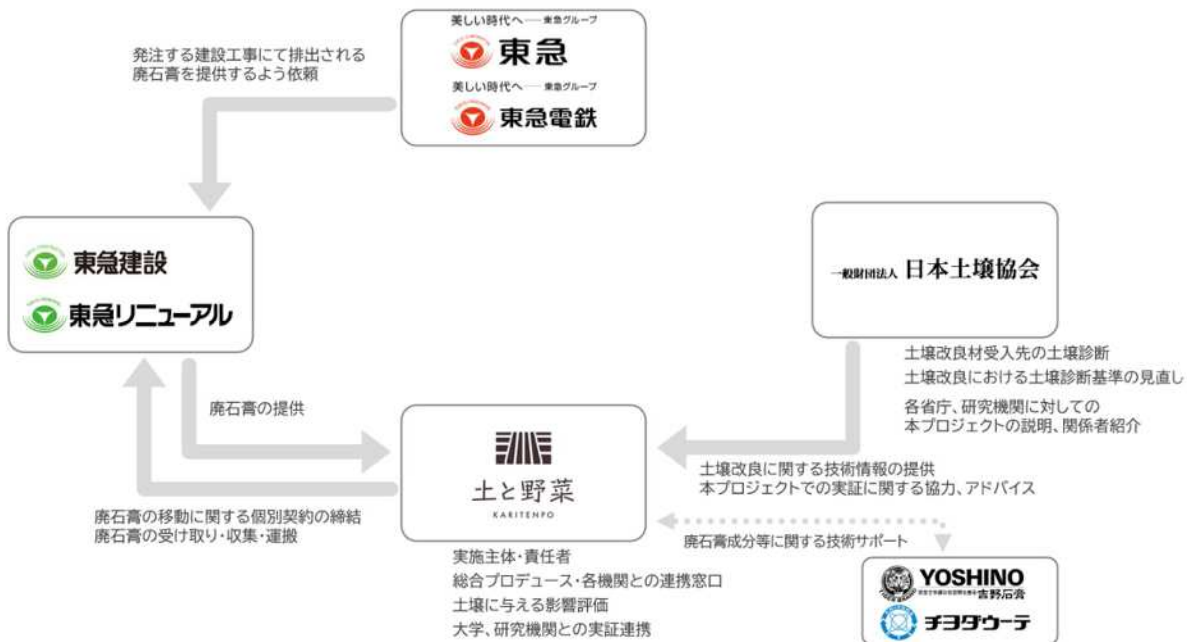 美しい時代へ──東急グループ
東急
美しい時代へ──東急グループ
東急電鉄
発注する建設工事にて排出される
廃石膏を提供するよう依頼
東急建設
東急リニューアル
一般財団法人 日本土壌協会
土壌改良材受入先の土壌診断
土壌改良における土壌診断基準の見直し
各省庁、研究機関に対しての
本プロジェクトの説明、関係者紹介
廃石膏の提供
土と野菜
KARITENPO
土壌改良に関する技術情報の提供
本プロジェクトでの実証に関する協力、アドバイス
廃石膏の移動に関する個別契約の締結
廃石膏の受け取り・収集・運搬
廃石膏成分等に関する技術サポート
実施主体・責任者
総合プロデュース・各機関との連携窓口
土壌に与える影響評価
大学、研究機関との実証連携
YOSHINO
吉野石膏
チヨダウーテ